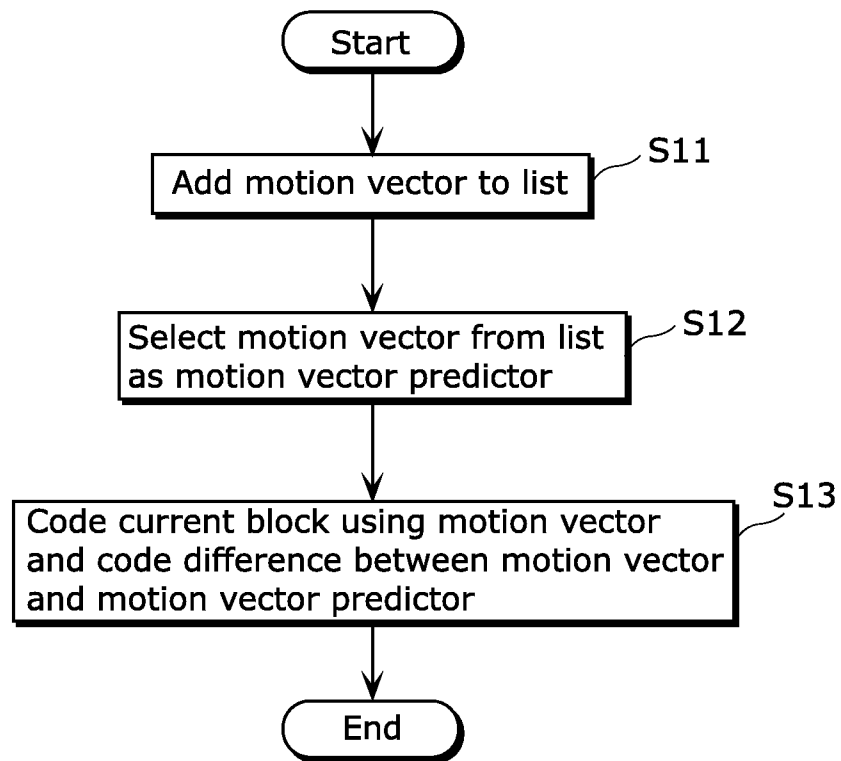 Start
S11
Add motion vector to list
S12
Select motion vector from list
as motion vector predictor
S13
Code current block using motion vector
and code difference between motion vector
and motion vector predictor
End